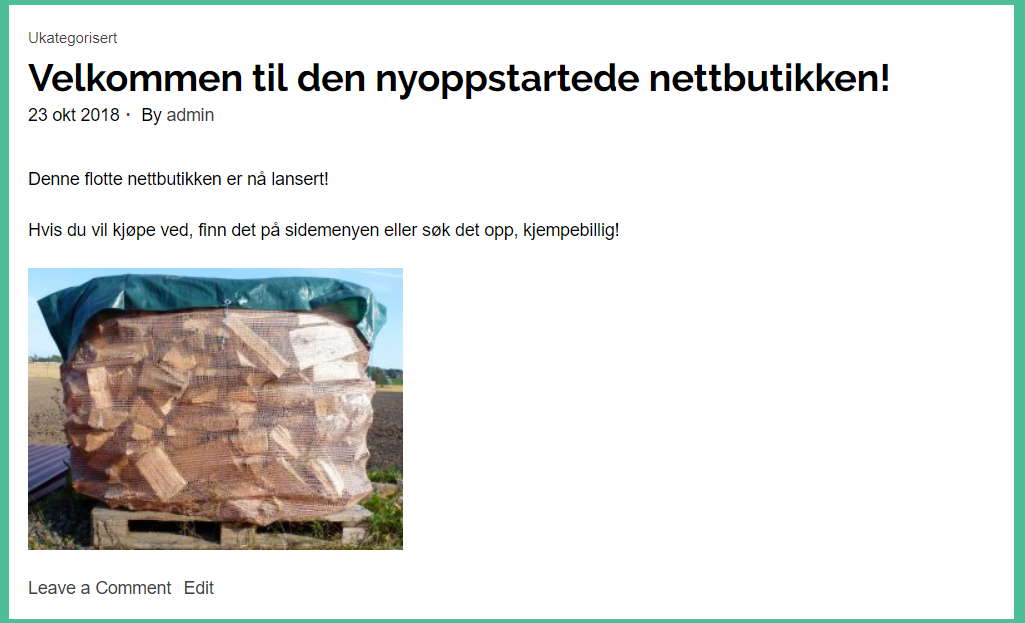 Ukategorisert
Velkommen til den nyoppstartede nettbutikken!
23 okt 2018 · By admin
Denne flotte nettbutikken er nå lansert!
Hvis du vil kjøpe ved, finn det på sidemenyen eller søk det opp, kjempebillig!
Leave a Comment Edit